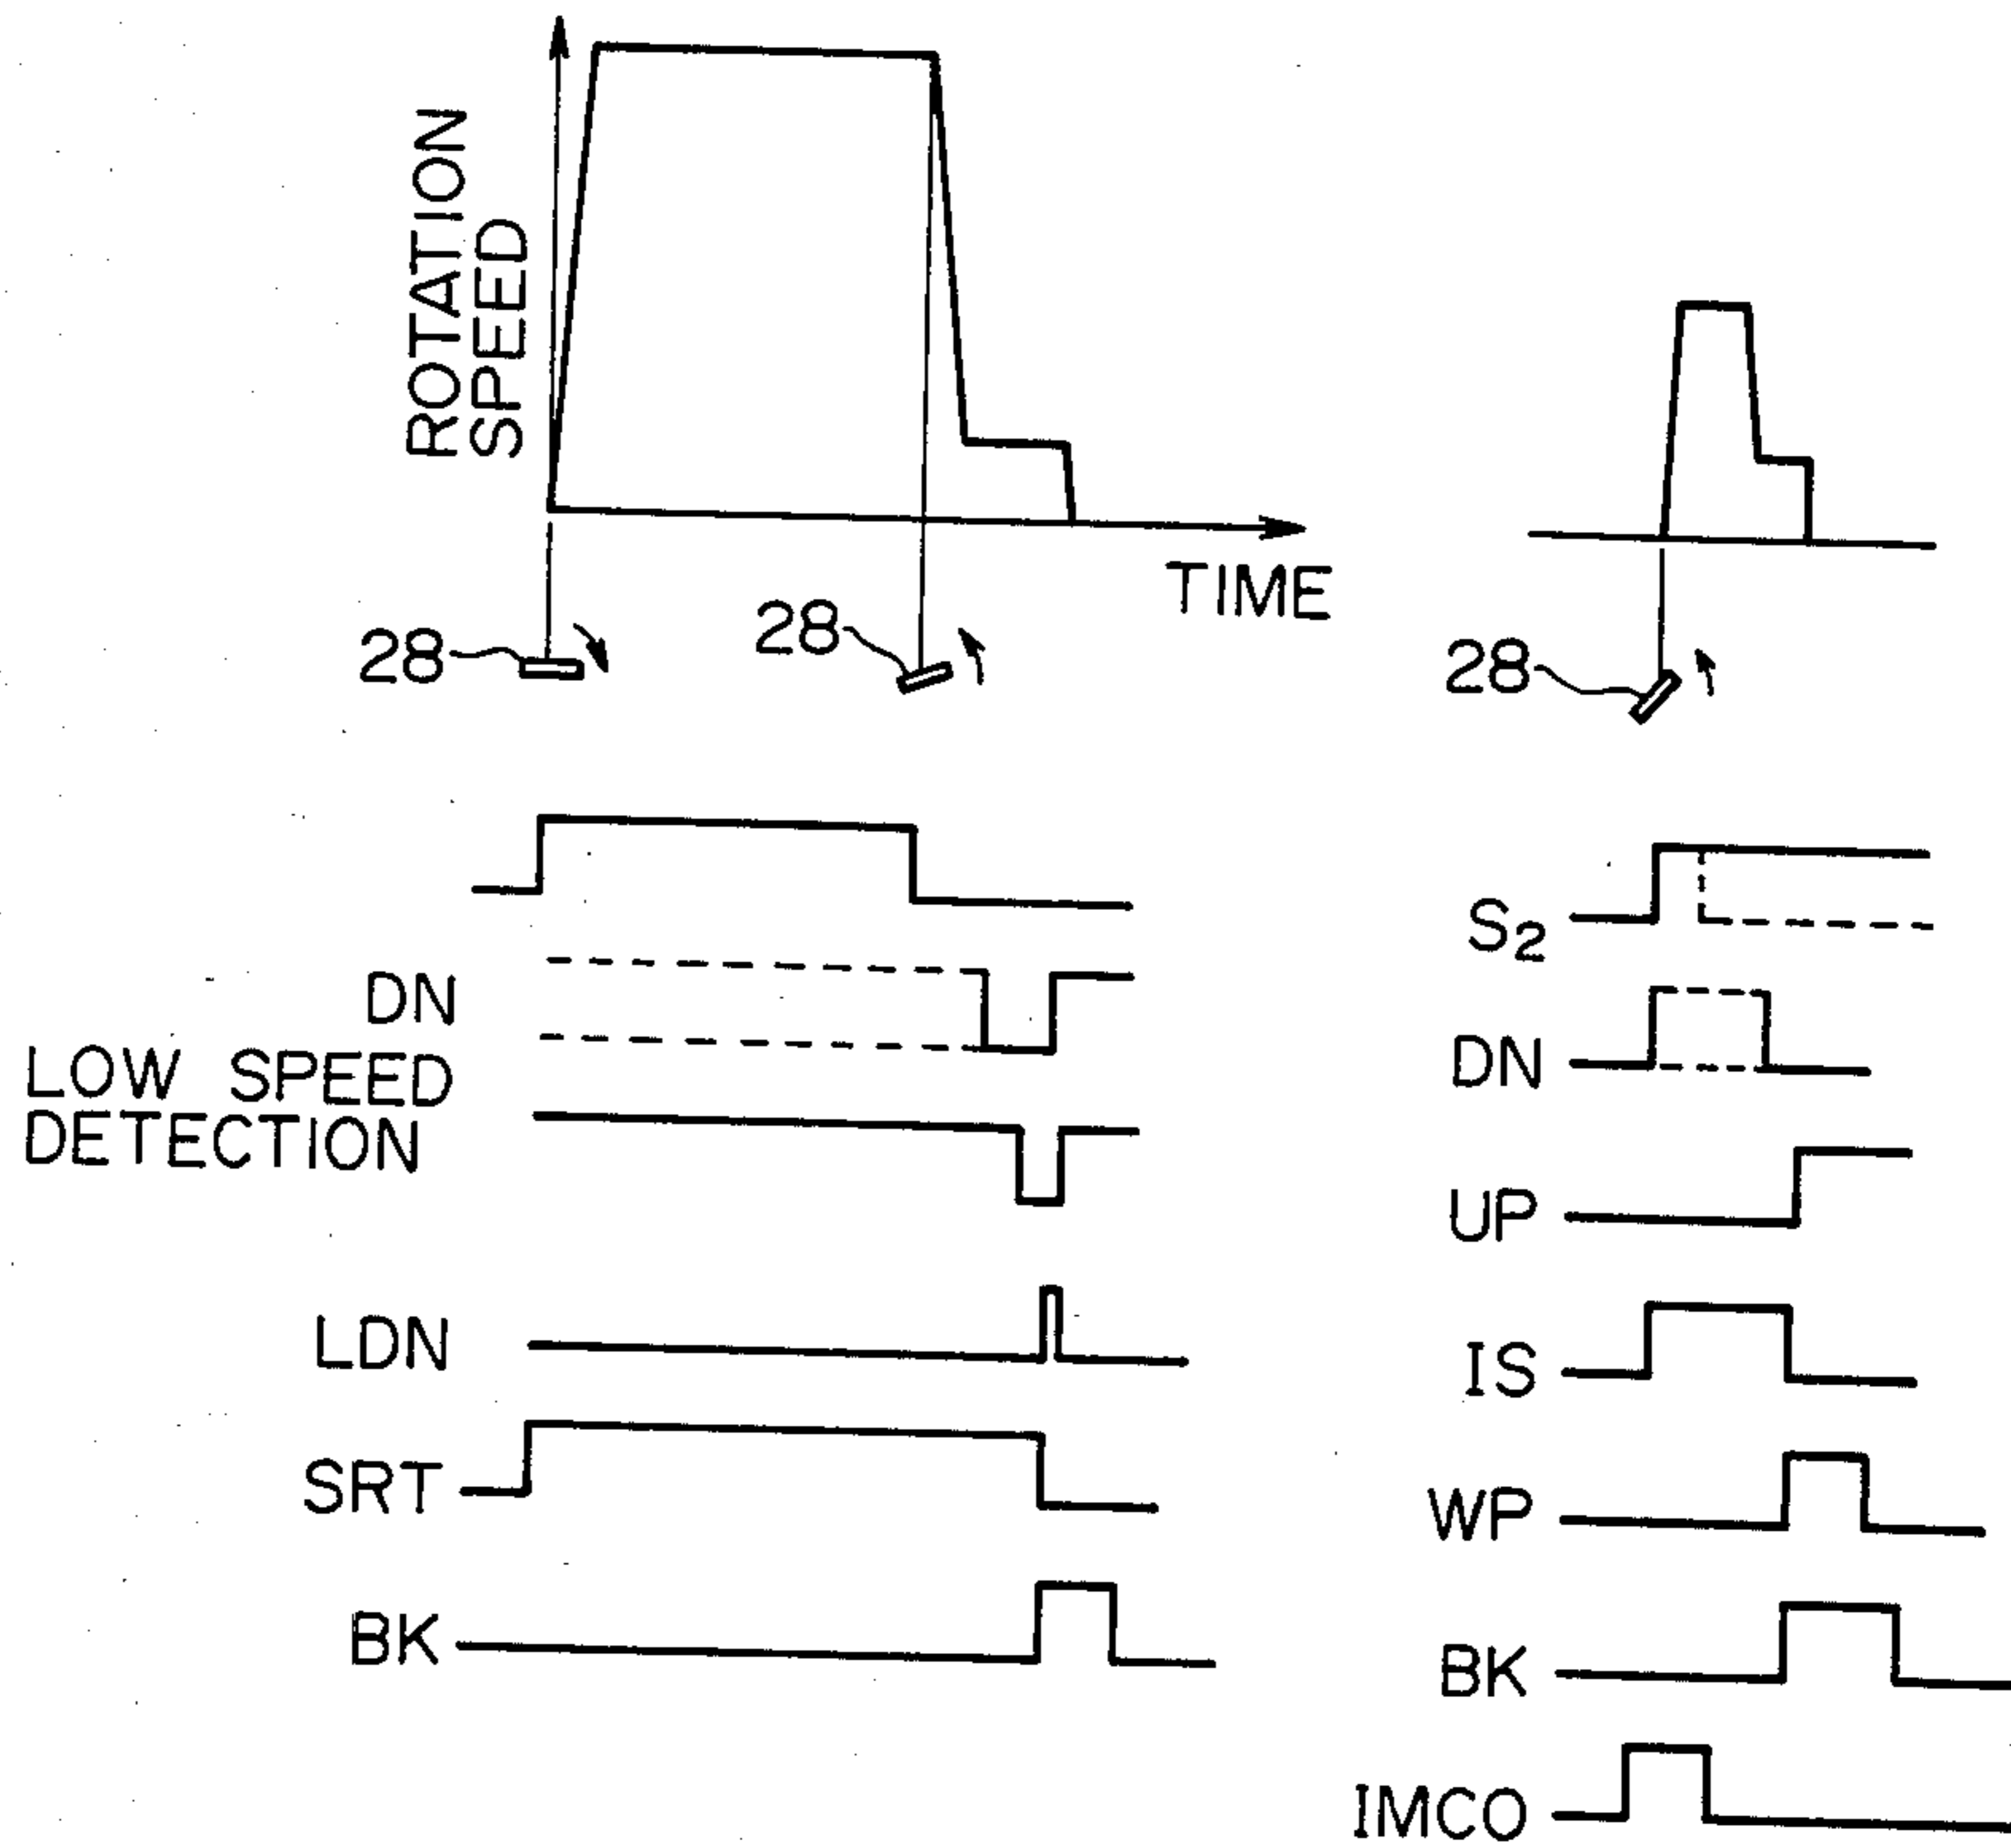 ROTATION
SPEED
TIME
28
28
28
DN
LOW SPEED
DETECTION
LDN
SRT
BK
S2
DN
UP
IS
WP
BK
IMCO